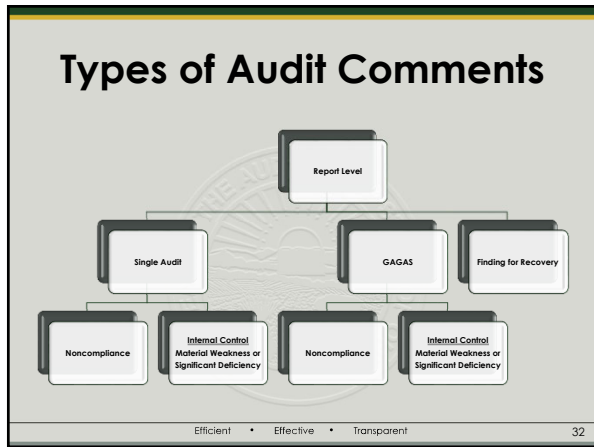 Types of Audit Comments
Report Level
Single Audit
GAGAS
Finding for Recovery
Noncompliance
Internal Control
Material Weakness or
Significant Deficiency
Noncompliance
Internal Control
Material Weakness or
Significant Deficiency
Efficient • Effective • Transparent
32